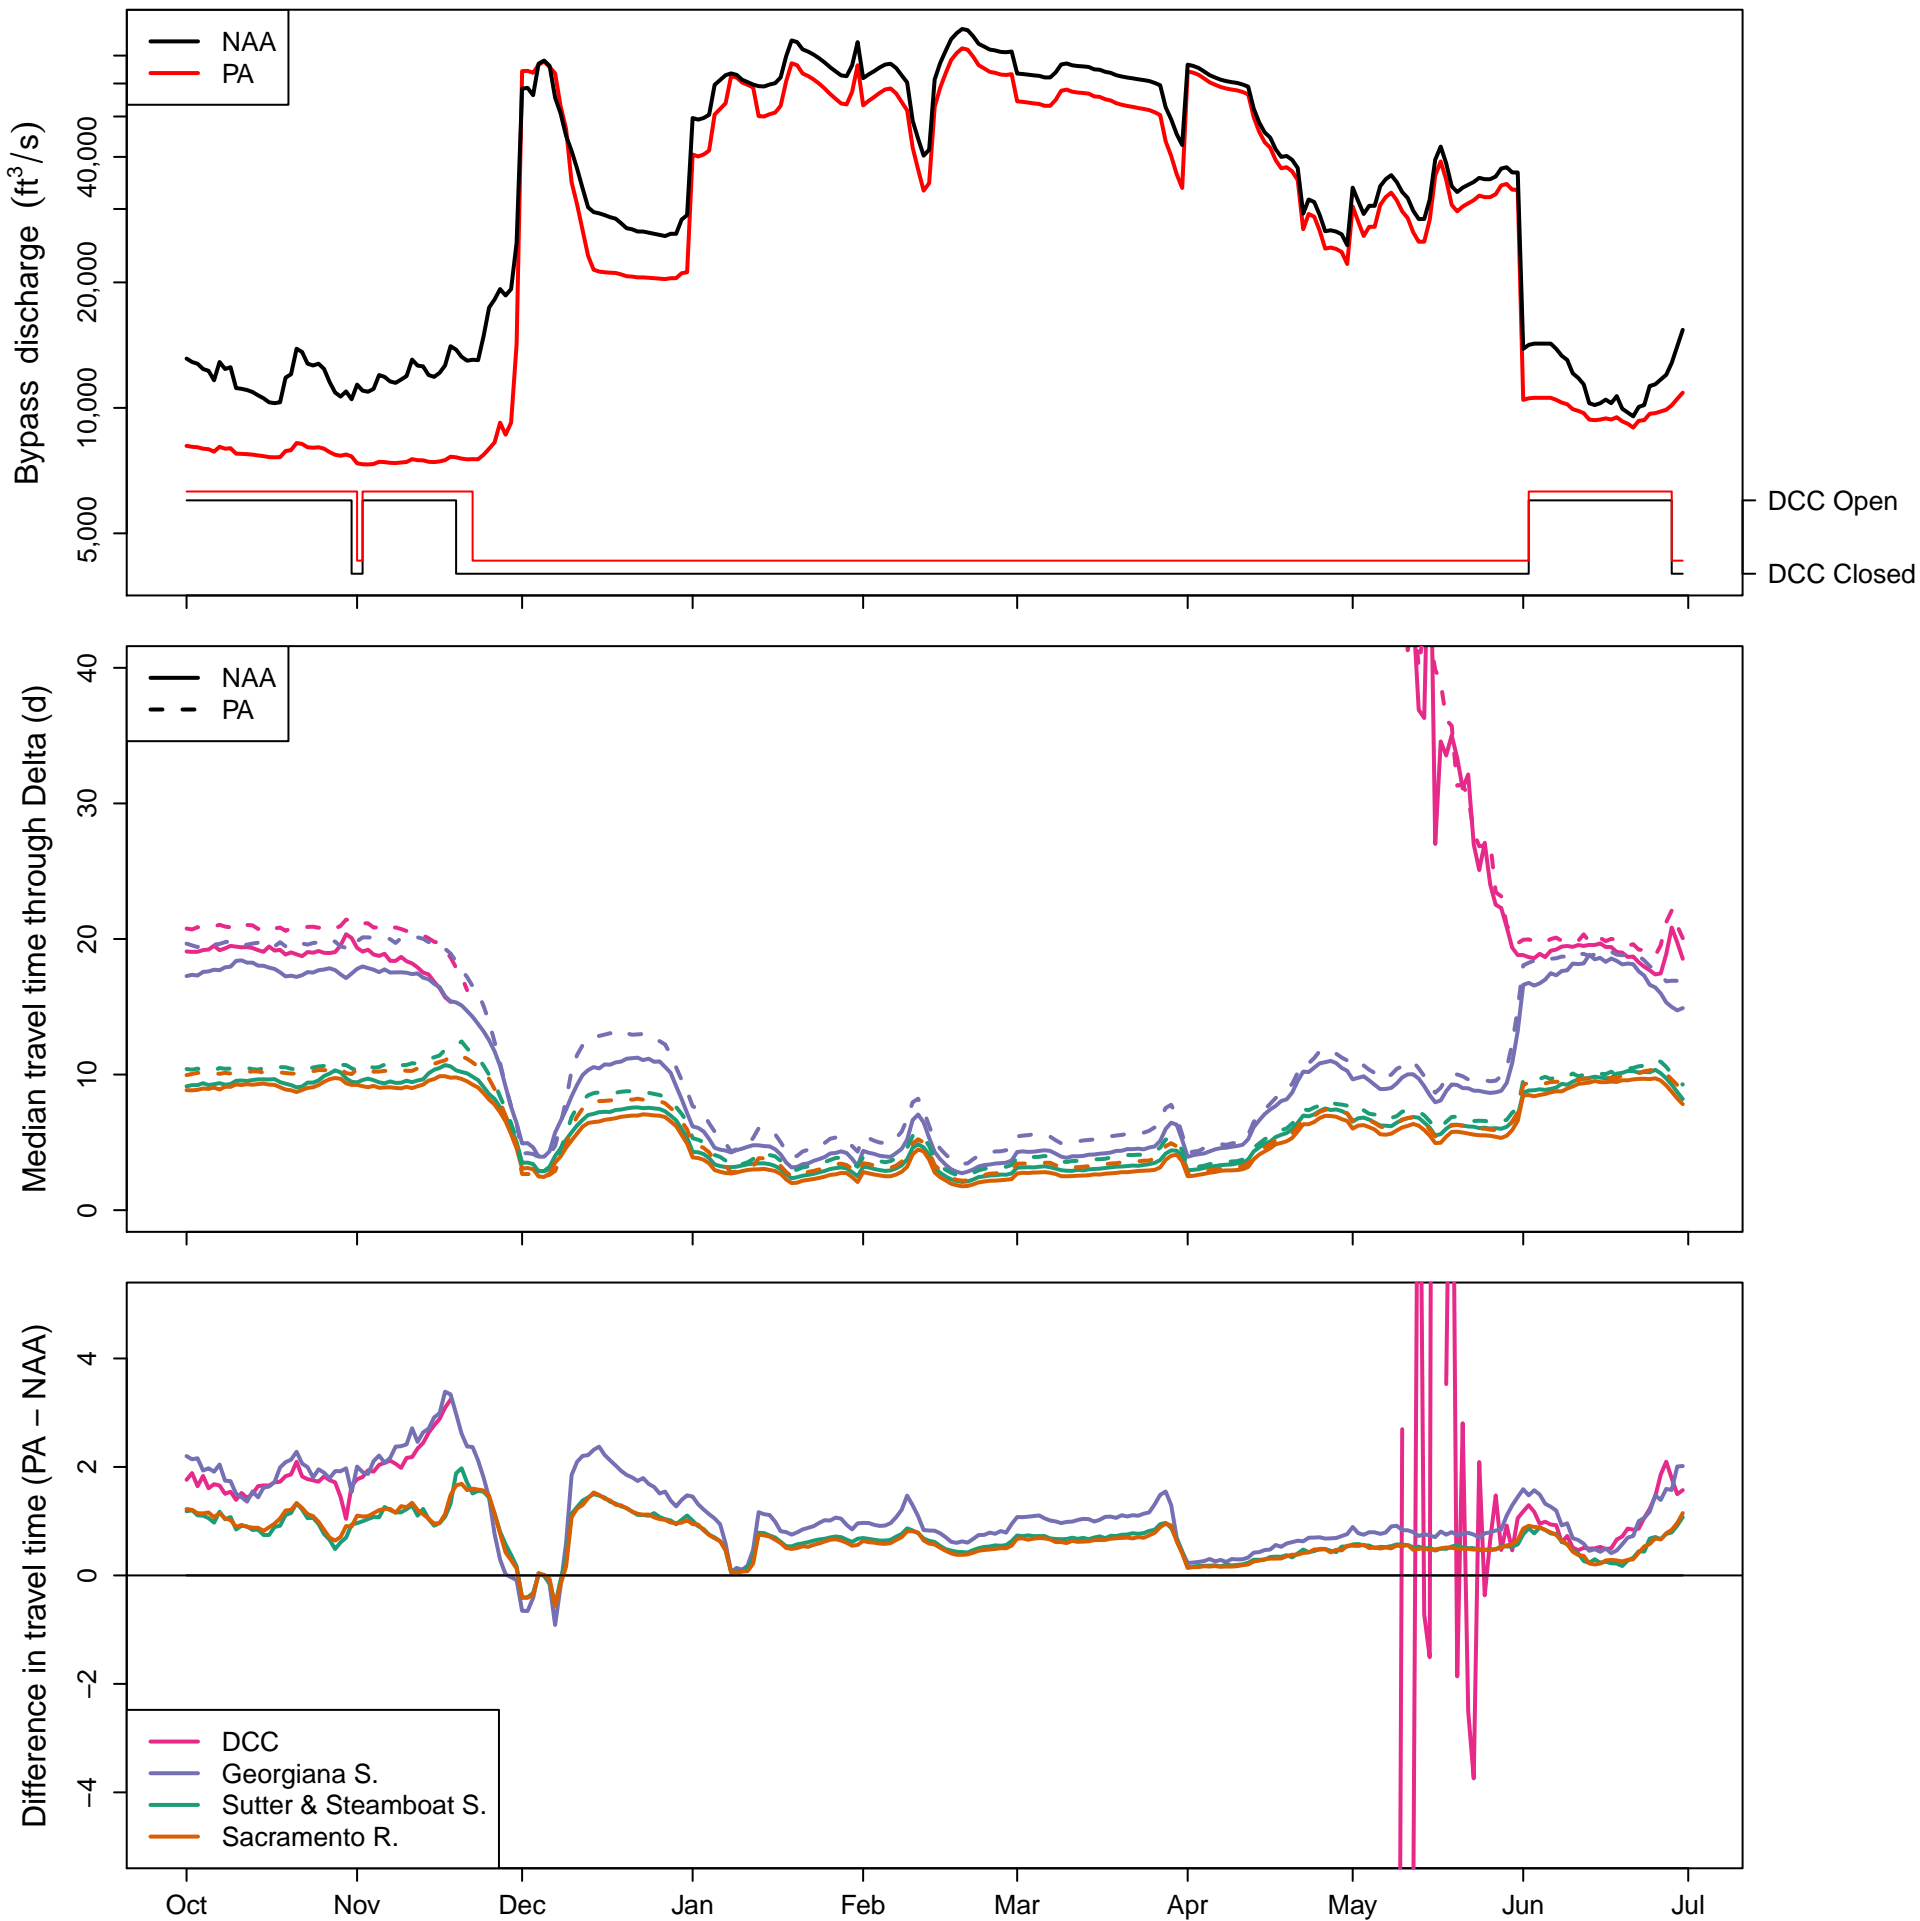 NAA
PA
Bypass discharge (ft³/s)
40,000
20,000
10,000
5,000
DCC Open
DCC Closed
NAA
PA
Median travel time through Delta (d)
40
30
20
10
0
Difference in travel time (PA − NAA)
4
2
0
−2
−4
DCC
Georgiana S.
Sutter & Steamboat S.
Sacramento R.
Oct Nov Dec Jan Feb Mar Apr May Jun Jul